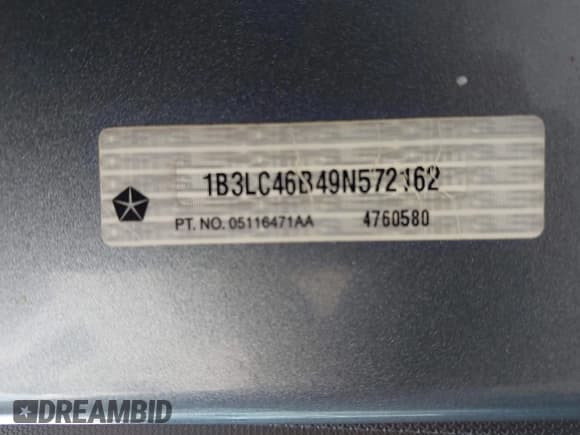 1B3LC46B49N572162
PT. NO. 05116471AA 4760580
DREAMBID